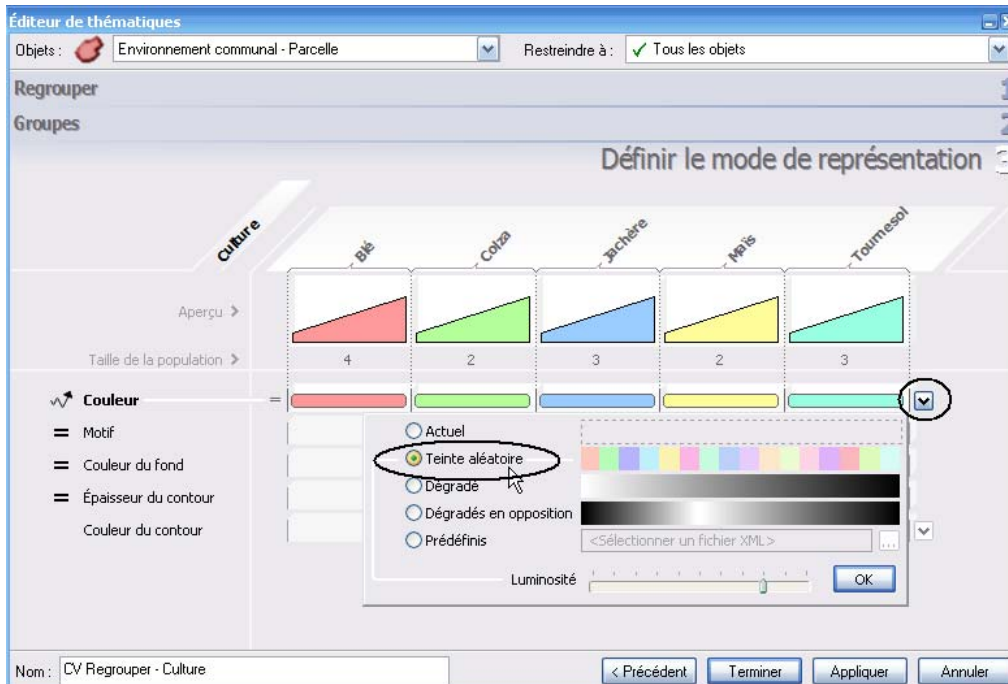 Éditeur de thématiques
Objets : Environnement communal - Parcelle Restreindre à : Tous les objets
Regrouper 1
Groupes 2
Définir le mode de représentation 3
Culture Blé Colza Jachère Maïs Tournesol
Aperçu >
Taille de la population > 4 2 3 2 3
Couleur =
= Motif
= Couleur du fond
= Épaisseur du contour
Couleur du contour
Actuel
Teinte aléatoire
Dégradé
Dégradés en opposition
Prédéfinis <Sélectionner un fichier XML> ...
Luminosité OK
Nom : CV Regrouper - Culture < Précédent Terminer Appliquer Annuler